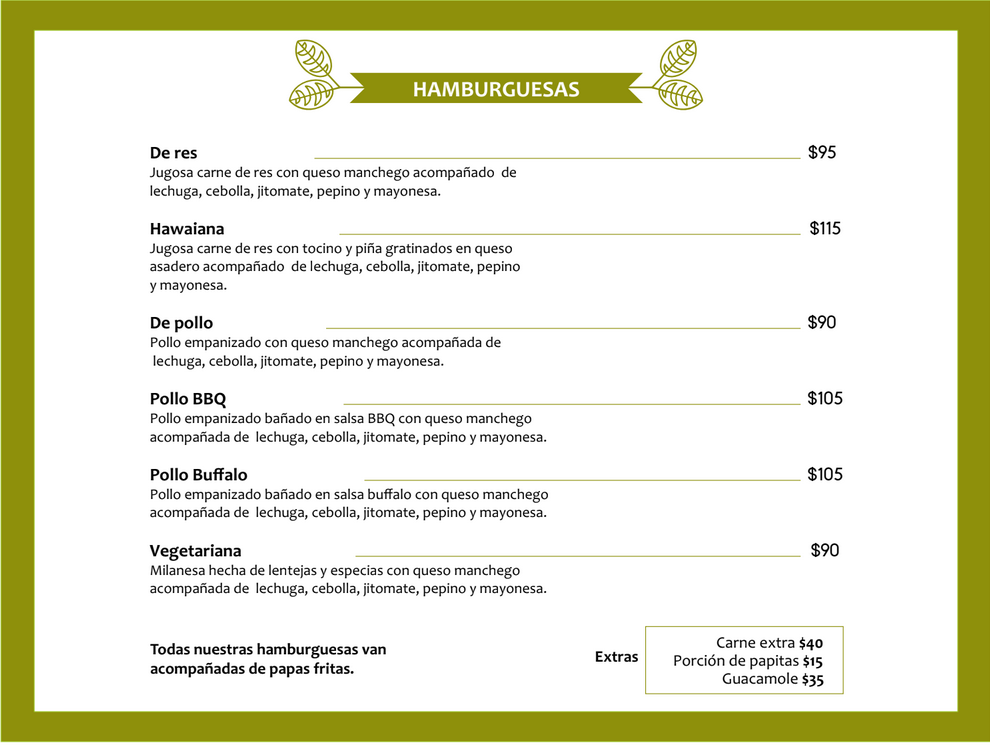 HAMBURGUESAS
De res $95
Jugosa carne de res con queso manchego acompañado de
lechuga, cebolla, jitomate, pepino y mayonesa.
Hawaiana $115
Jugosa carne de res con tocino y piña gratinados en queso
asadero acompañado de lechuga, cebolla, jitomate, pepino
y mayonesa.
De pollo $90
Pollo empanizado con queso manchego acompañada de
lechuga, cebolla, jitomate, pepino y mayonesa.
Pollo BBQ $105
Pollo empanizado bañado en salsa BBQ con queso manchego
acompañada de lechuga, cebolla, jitomate, pepino y mayonesa.
Pollo Buffalo $105
Pollo empanizado bañado en salsa buffalo con queso manchego
acompañada de lechuga, cebolla, jitomate, pepino y mayonesa.
Vegetariana $90
Milanesa hecha de lentejas y especias con queso manchego
acompañada de lechuga, cebolla, jitomate, pepino y mayonesa.
Todas nuestras hamburguesas van
acompañadas de papas fritas.
Extras
Carne extra $40
Porción de papitas $15
Guacamole $35